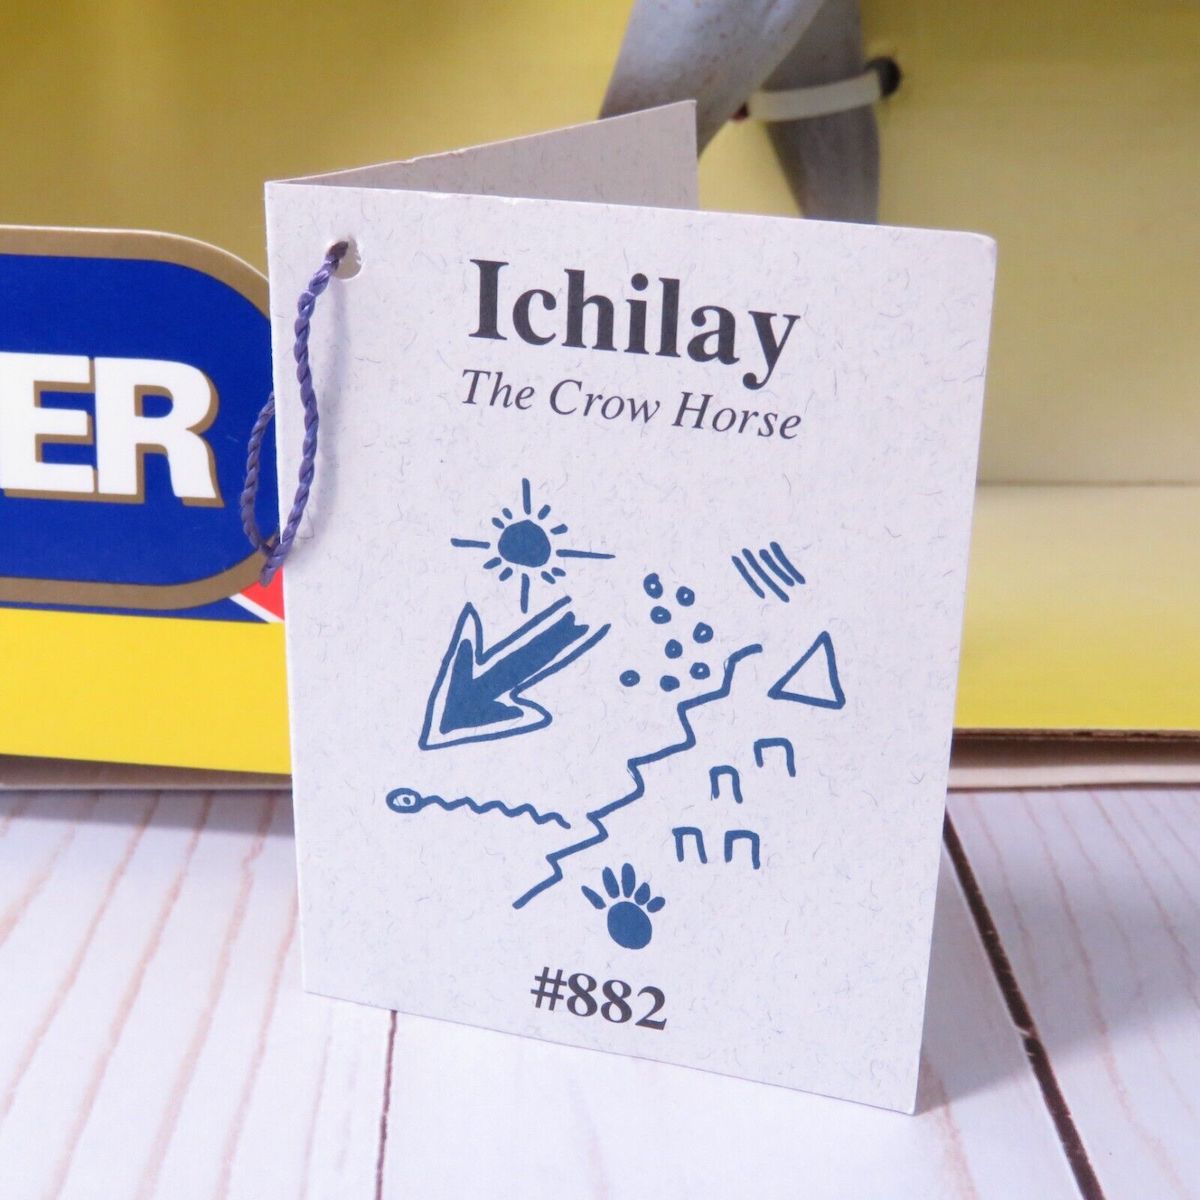 Ichilay
The Crow Horse
ER
#882